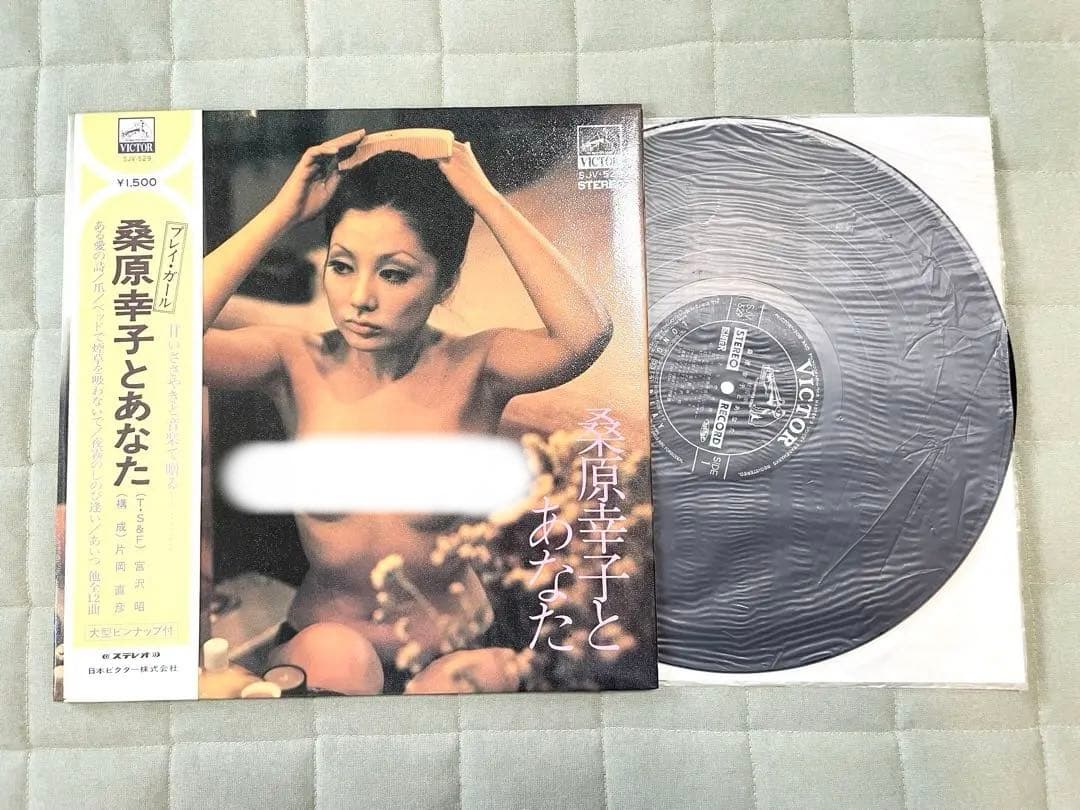 VICTOR
SJV-529
¥1,500
プレイ・ガール
桑原幸子とあなた
甘いささやきと音楽で贈る………
ある愛の詩/爪/ベッドで煙草を吸わないで/夜霧のしのび逢い/あいつ 他全12曲
(T・S&F) 宮沢 昭
(構成) 片岡直彦
大型ピンナップ付
ステレオ
日本ビクター株式会社
VICTOR
SJV-52
STEREO
桑原幸子と
あなた
VICTOR
STEREO
RECORD
SIDE
1